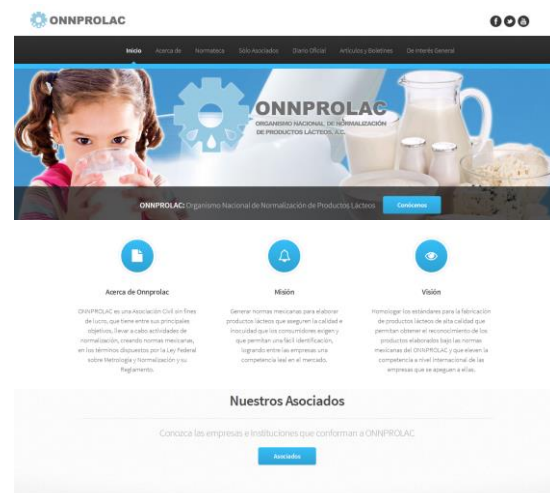 ONNPROLAC
Inicio Acerca de Normateca Sólo Asociados Diario Oficial Artículos y Boletines De Interés General
ONNPROLAC
ORGANISMO NACIONAL DE NORMALIZACIÓN
DE PRODUCTOS LÁCTEOS, A.C.
ONNPROLAC: Organismo Nacional de Normalización de Productos Lácteos Conócenos
Acerca de Onnprolac
ONNPROLAC es una Asociación Civil sin fines
de lucro, que tiene entre sus principales
objetivos, llevar a cabo actividades de
normalización, creando normas mexicanas,
en los términos dispuestos por la Ley Federal
sobre Metrología y Normalización y su
Reglamento.
Misión
Generar normas mexicanas para elaborar
productos lácteos que aseguren la calidad e
inocuidad que los consumidores exigen y
que permitan una fácil identificación,
logrando entre las empresas una
competencia leal en el mercado.
Visión
Homologar los estándares para la fabricación
de productos lácteos de alta calidad que
permitan obtener el reconocimiento de los
productos elaborados bajo las normas
mexicanas del ONNPROLAC y que eleven la
competencia a nivel internacional de las
empresas que se apeguen a ellas.
Nuestros Asociados
Conozca las empresas e instituciones que conforman a ONNPROLAC
Asociados